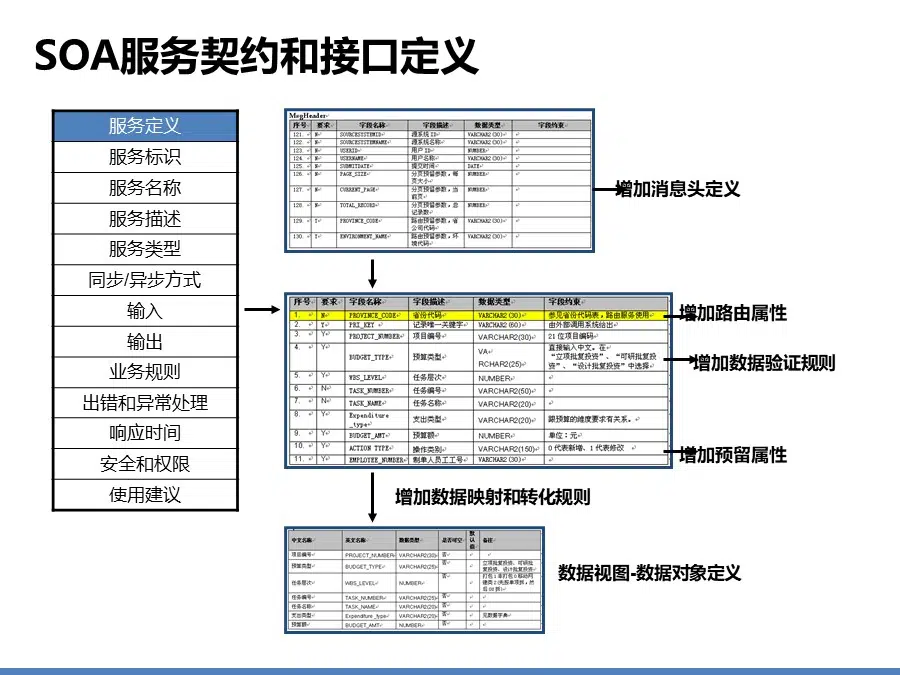 SOA服务契约和接口定义
服务定义
服务标识
服务名称
服务描述
服务类型
同步/异步方式
输入
输出
业务规则
出错和异常处理
响应时间
安全和权限
使用建议
MsgHeader
序号 要求 字段名称 字段描述 数据类型 字段约束
121. N SOURCESYSTEMID 源系统ID VARCHAR2(30)
122. N SOURCESYSTEMNAME 源系统名称 VARCHAR2(30)
123. N USERID 用户ID NUMBER
124. N USERNAME 用户名称 VARCHAR2(30)
125. N SUBMITDATE 提交时间 DATE
126. N PAGE_SIZE 分页预留参数,每
页大小 NUMBER
127. N CURRENT_PAGE 分页预留参数,当
前页 NUMBER
128. N TOTAL_RECORD 分页预留参数,总
记录数 NUMBER
129. Y PROVINCE_CODE 路由预留参数,省
公司代码 VARCHAR2(30)
130. Y ENVIRONMENT_NAME 路由预留参数,环
境代码 VARCHAR2(30)
增加消息头定义
序号 要求 字段名称 字段描述 数据类型 字段约束
1. N PROVINCE_CODE 省份代码 VARCHAR2(30) 参见省份代码表,路由服务使用
2. Y PRI_KEY 记录唯一关键字 VARCHAR2(60) 由外部调用系统给出
3. Y PROJECT_NUMBER 项目编号 VARCHAR2(30) 21位项目编码
4. Y BUDGET_TYPE 预算类型 VA
RCHAR2(25) 直接输入中文。在
“立项批复投资”、“可研批复投
资”、“设计批复投资”中选择
5. Y WBS_LEVEL 任务层次 NUMBER
6. N TASK_NUMBER 任务编号 VARCHAR2(50)
7. N TASK_NAME 任务名称 VARCHAR2(20)
8. Y Expenditure
_type 支出类型 VARCHAR2(20) 跟预算的维度要求有关系。
9. Y BUDGET_AMT 预算额 NUMBER 单位:元
10. Y ACTION TYPE 操作类别 VARCHAR2(150) 0代表新增、1代表修改
11. Y EMPLOYEE_NUMBER 制单人员工工号 VARCHAR2(30)
增加路由属性
增加数据验证规则
增加预留属性
增加数据映射和转化规则
中文名称 英文名称 数据类型 是否可空 默认值 备注
项目编号 PROJECT_NUMBER VARCHAR2(30) 否
预算类型 BUDGET_TYPE VARCHAR2(25) 否 立项批复投资、可研批
复投资、设计批复投资
任务层次 WBS_LEVEL NUMBER 否
任务编号 TASK_NUMBER VARCHAR2(25) 否
任务名称 TASK_NAME VARCHAR2(20) 否
支出类型 Expenditure_type VARCHAR2(20) 否 见数据字典
预算额 BUDGET_AMT NUMBER 否
数据视图-数据对象定义